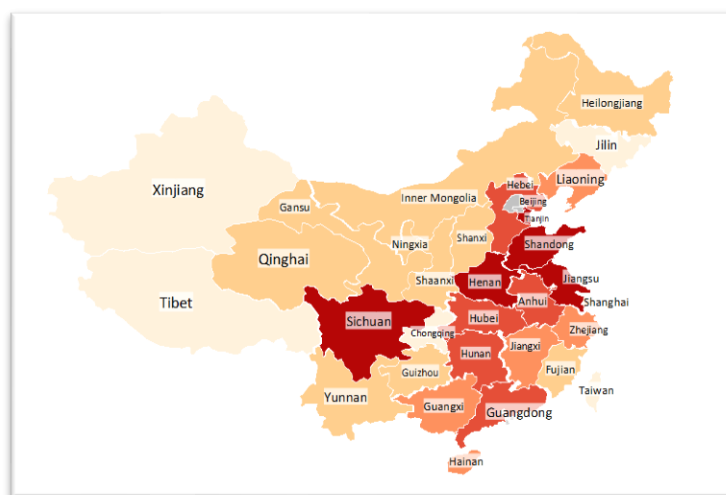 Heilongjiang
Jilin
Xinjiang
Hebei
Liaoning
Inner Mongolia
Beijing
Gansu
Tianjin
Ningxia
Shanxi
Shandong
Qinghai
Shaanxi
Henan
Jiangsu
Tibet
Anhui
Shanghai
Sichuan
Hubei
Chongqing
Zhejiang
Hunan
Jiangxi
Guizhou
Fujian
Yunnan
Taiwan
Guangxi
Guangdong
Hainan